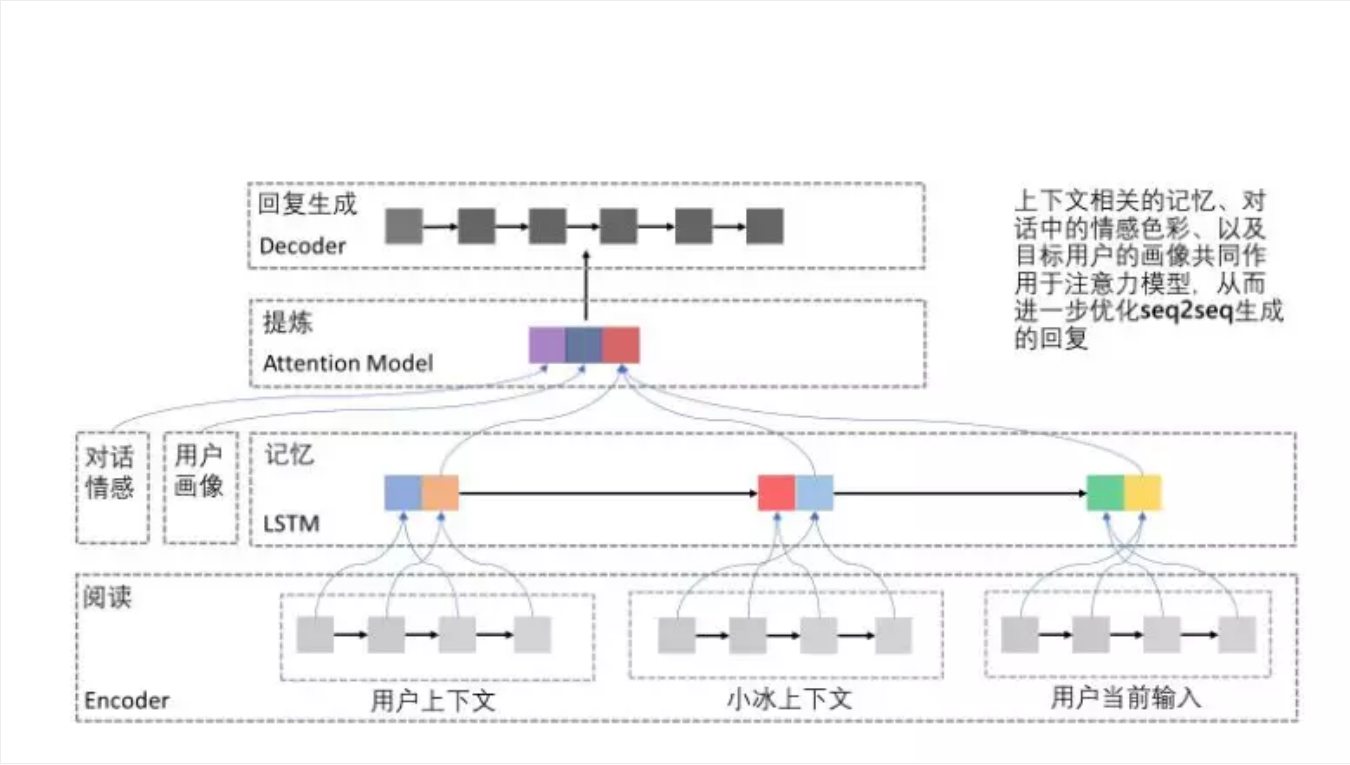 回复生成
Decoder
上下文相关的记忆、对
话中的情感色彩、以及
目标用户的画像共同作
用于注意力模型，从而
进一步优化seq2seq生成
的回复
提炼
Attention Model
对话
情感
用户
画像
记忆
LSTM
阅读
Encoder
用户上下文
小冰上下文
用户当前输入